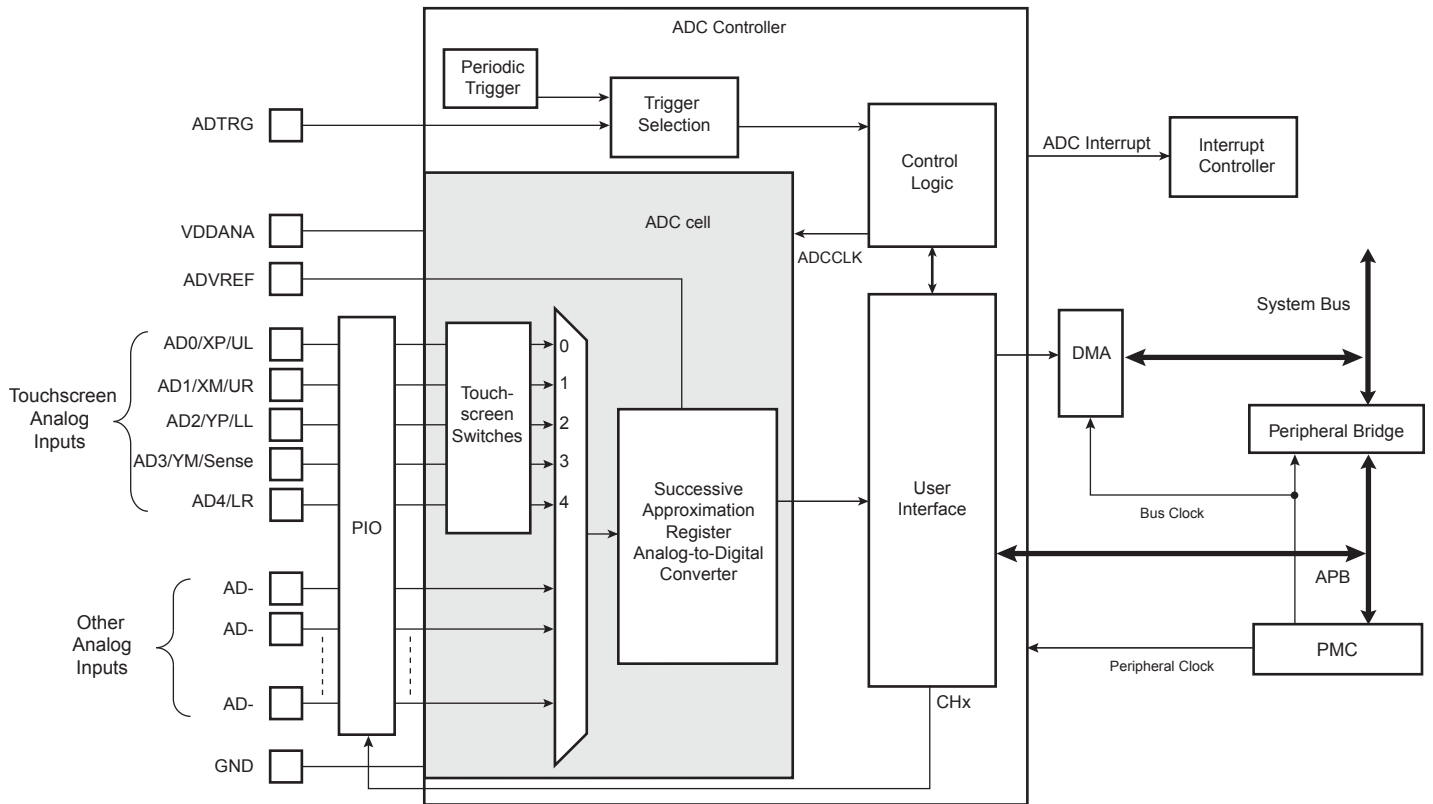 ADC Controller
Periodic
Trigger
Trigger
Selection
ADTRG
Control
Logic
ADC Interrupt
Interrupt
Controller
VDDANA
ADC cell
ADCCLK
ADVREF
System Bus
Touchscreen
Analog
Inputs
AD0/XP/UL
AD1/XM/UR
AD2/YP/LL
AD3/YM/Sense
AD4/LR
PIO
Touch-
screen
Switches
0
1
2
3
4
Successive
Approximation
Register
Analog-to-Digital
Converter
User
Interface
DMA
Peripheral Bridge
Bus Clock
APB
Other
Analog
Inputs
AD-
AD-
AD-
Peripheral Clock
PMC
CHx
GND